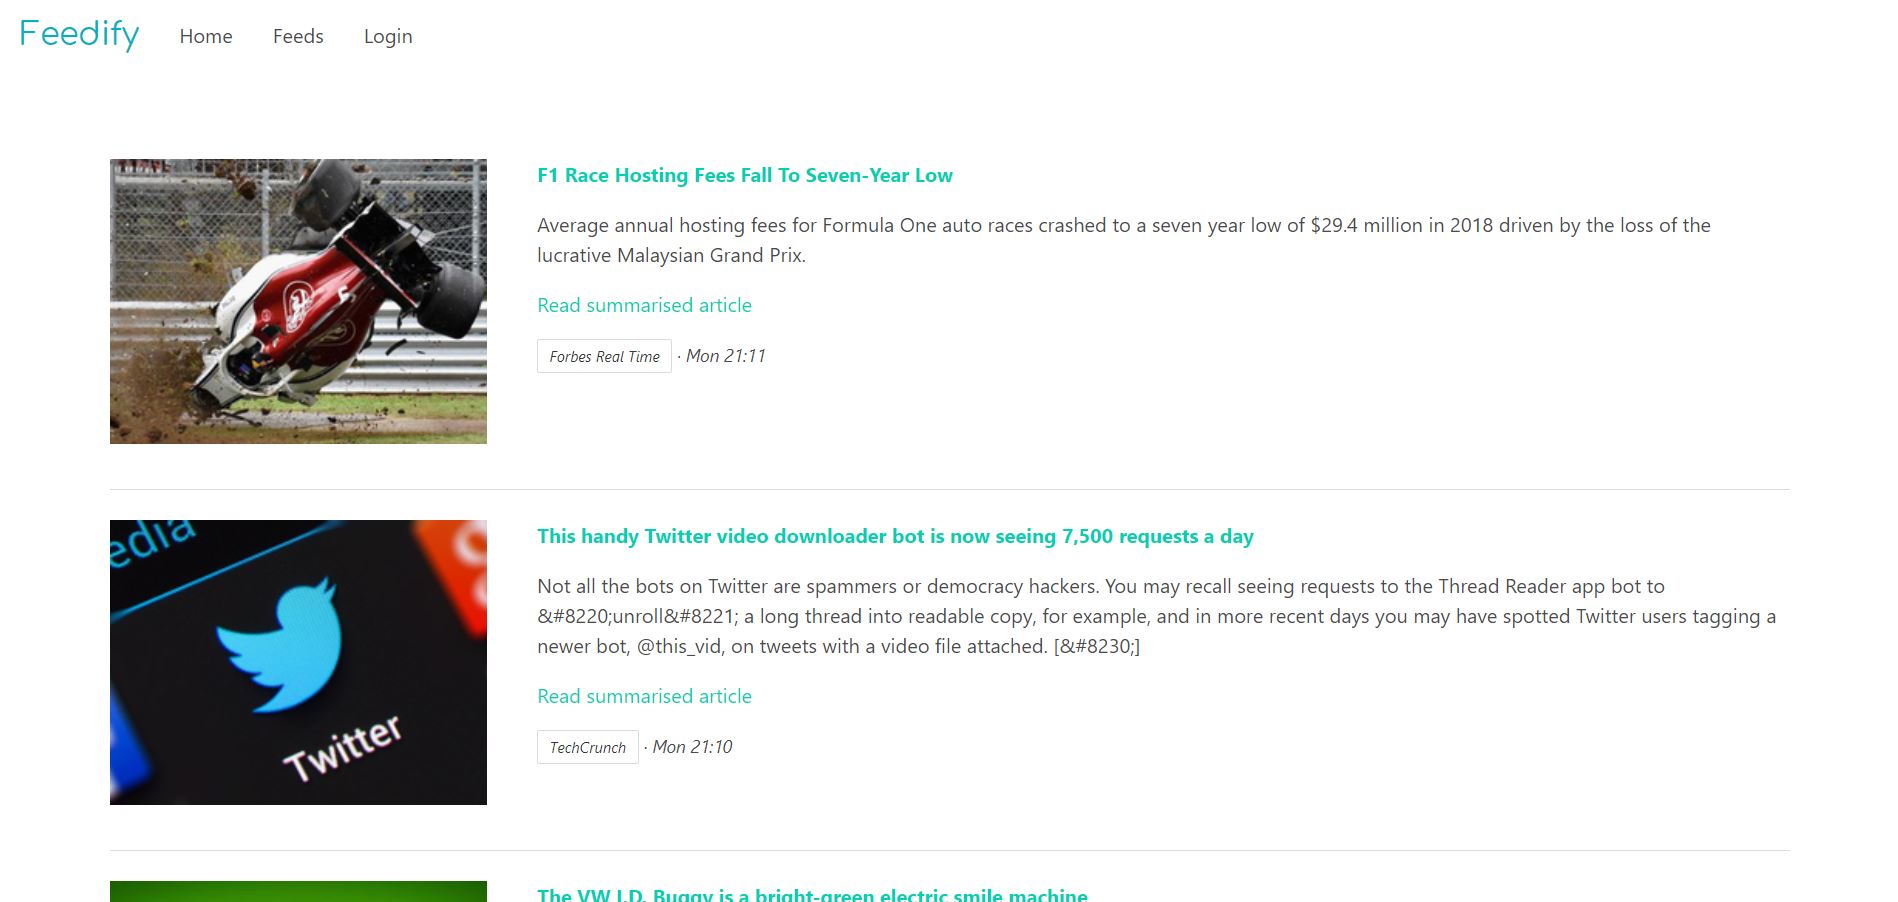 Feedify Home Feeds Login
F1 Race Hosting Fees Fall To Seven-Year Low
Average annual hosting fees for Formula One auto races crashed to a seven year low of $29.4 million in 2018 driven by the loss of the
lucrative Malaysian Grand Prix.
Read summarised article
Forbes Real Time · Mon 21:11
edia
Twitter
This handy Twitter video downloader bot is now seeing 7,500 requests a day
Not all the bots on Twitter are spammers or democracy hackers. You may recall seeing requests to the Thread Reader app bot to
&#8220;unroll&#8221; a long thread into readable copy, for example, and in more recent days you may have spotted Twitter users tagging a
newer bot, @this_vid, on tweets with a video file attached. [&#8230;]
Read summarised article
TechCrunch · Mon 21:10
The VW I.D. Buggy is a bright-green electric smile machine